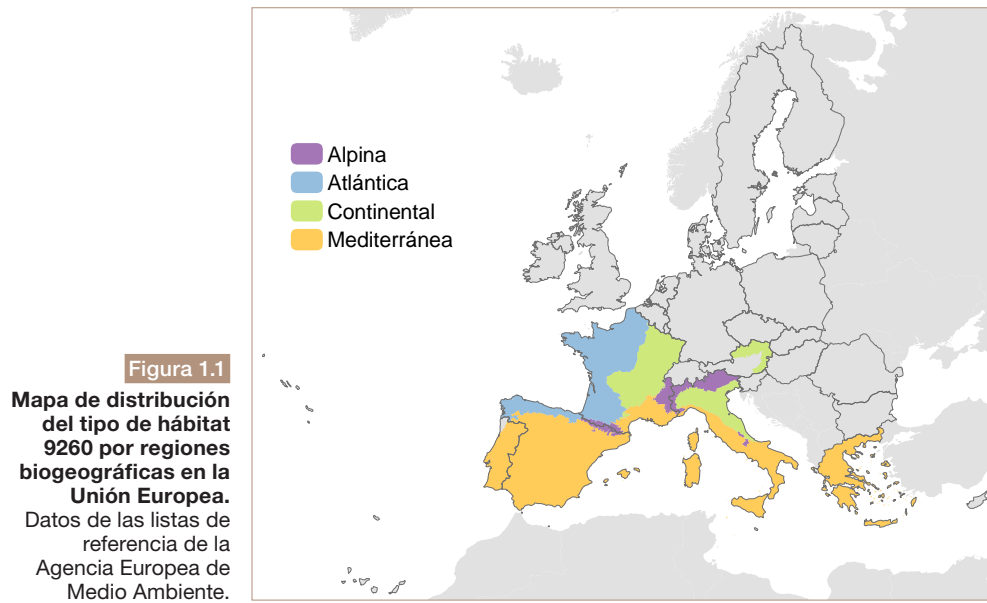 Alpina
Atlántica
Continental
Mediterránea
Figura 1.1
Mapa de distribución
del tipo de hábitat
9260 por regiones
biogeográficas en la
Unión Europea.
Datos de las listas de
referencia de la
Agencia Europea de
Medio Ambiente.